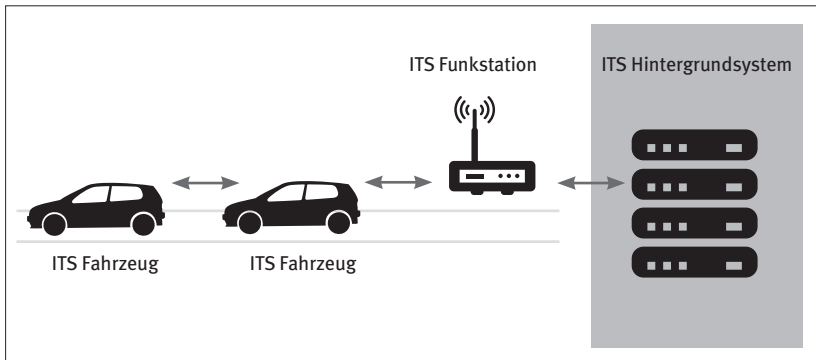 ITS Funkstation
ITS Hintergrundsystem
ITS Fahrzeug
ITS Fahrzeug